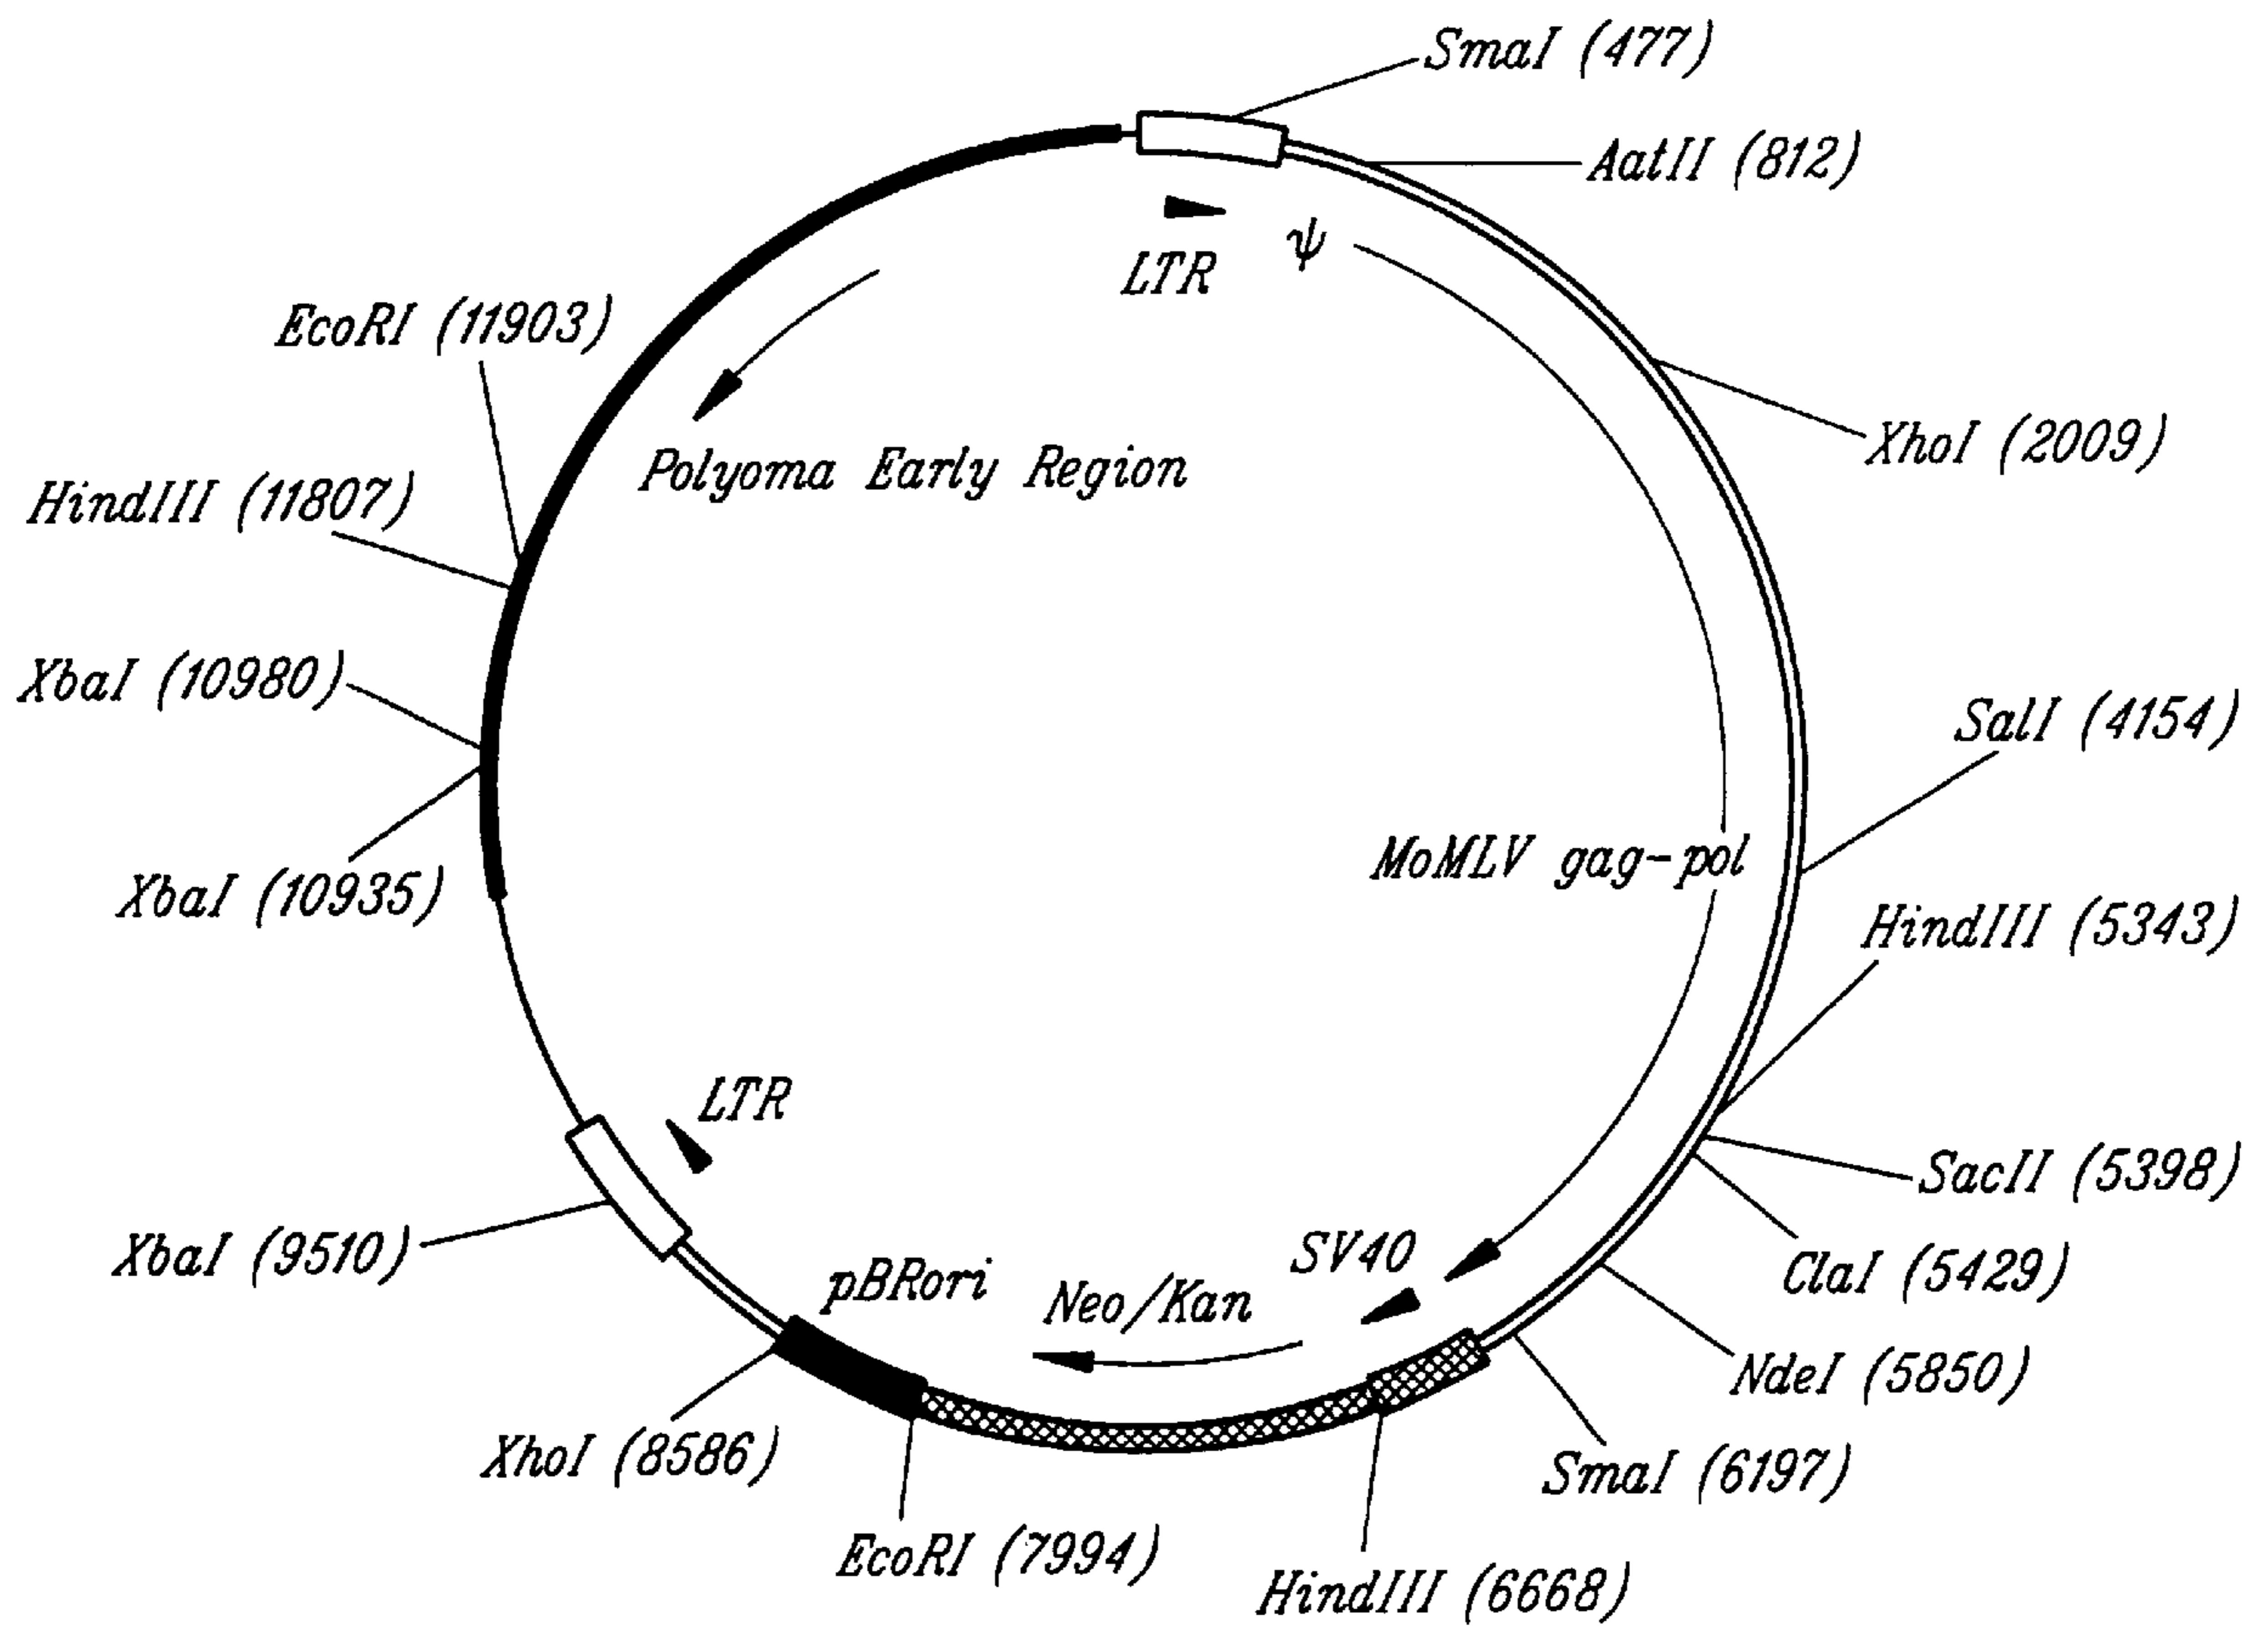 SmaI (477)
AatII (812)
LTR
ψ
EcoRI (11903)
XhoI (2009)
Polyoma Early Region
HindIII (11807)
XbaI (10980)
SalI (4154)
MoMLV gag-pol
XbaI (10935)
HindIII (5343)
LTR
SacII (5398)
XbaI (9510)
pBRori
Neo/Kan
SV40
ClaI (5429)
NdeI (5850)
XhoI (8586)
SmaI (6197)
EcoRI (7994)
HindIII (6668)